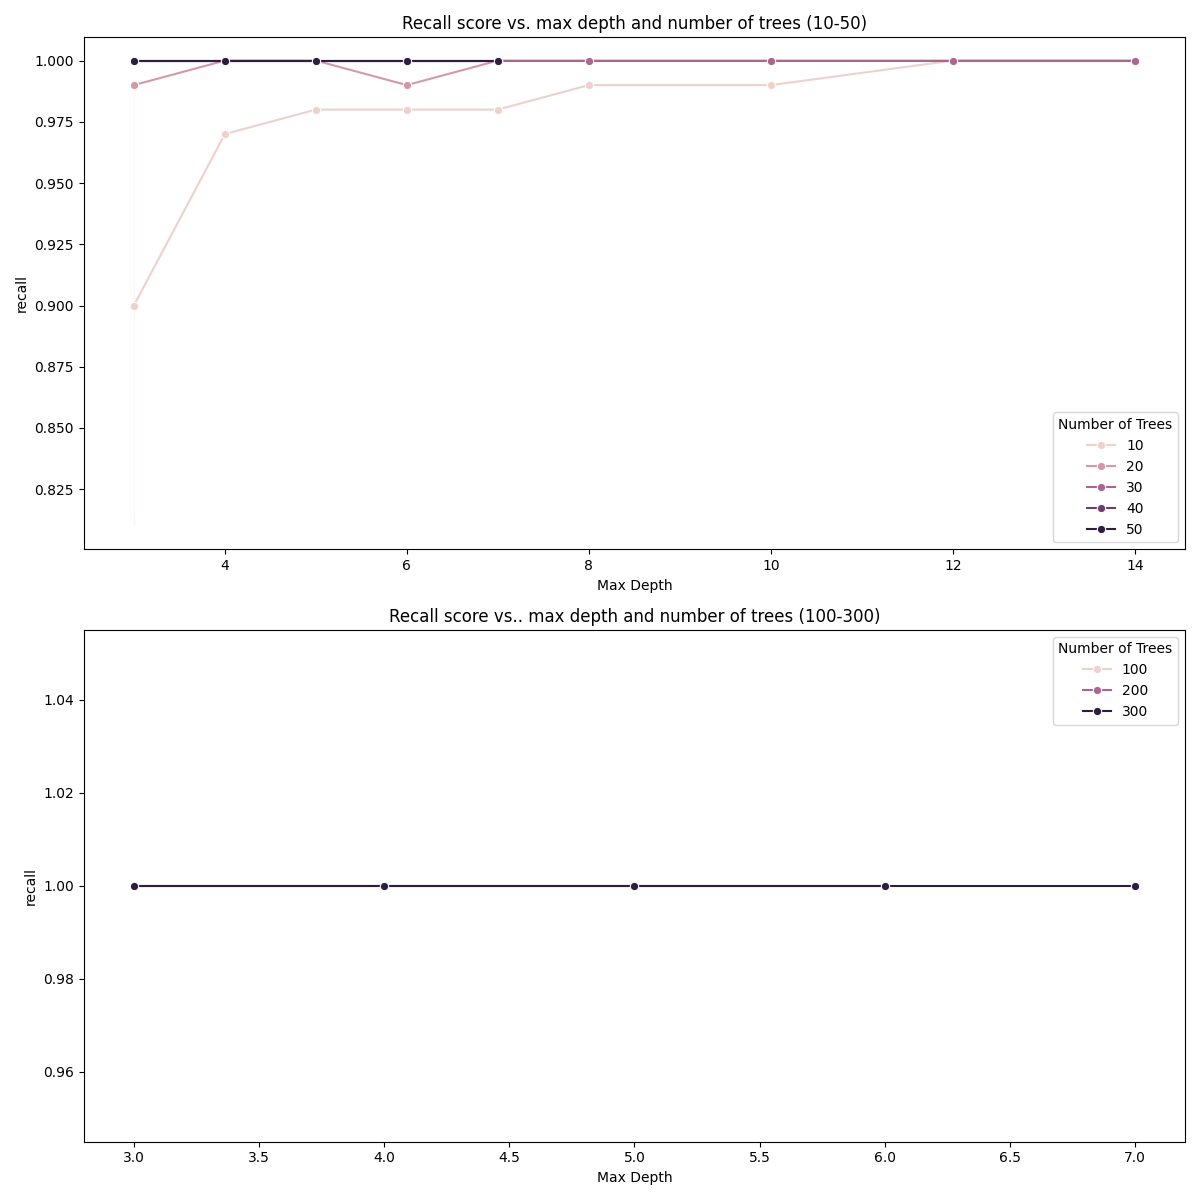 Recall score vs. max depth and number of trees (10-50)
1.000
0.975
0.950
0.925
0.900
0.875
0.850
0.825
recall
Number of Trees
10
20
30
40
50
4 6 8 10 12 14
Max Depth
Recall score vs.. max depth and number of trees (100-300)
Number of Trees
100
200
300
1.04
1.02
1.00
0.98
0.96
recall
3.0 3.5 4.0 4.5 5.0 5.5 6.0 6.5 7.0
Max Depth